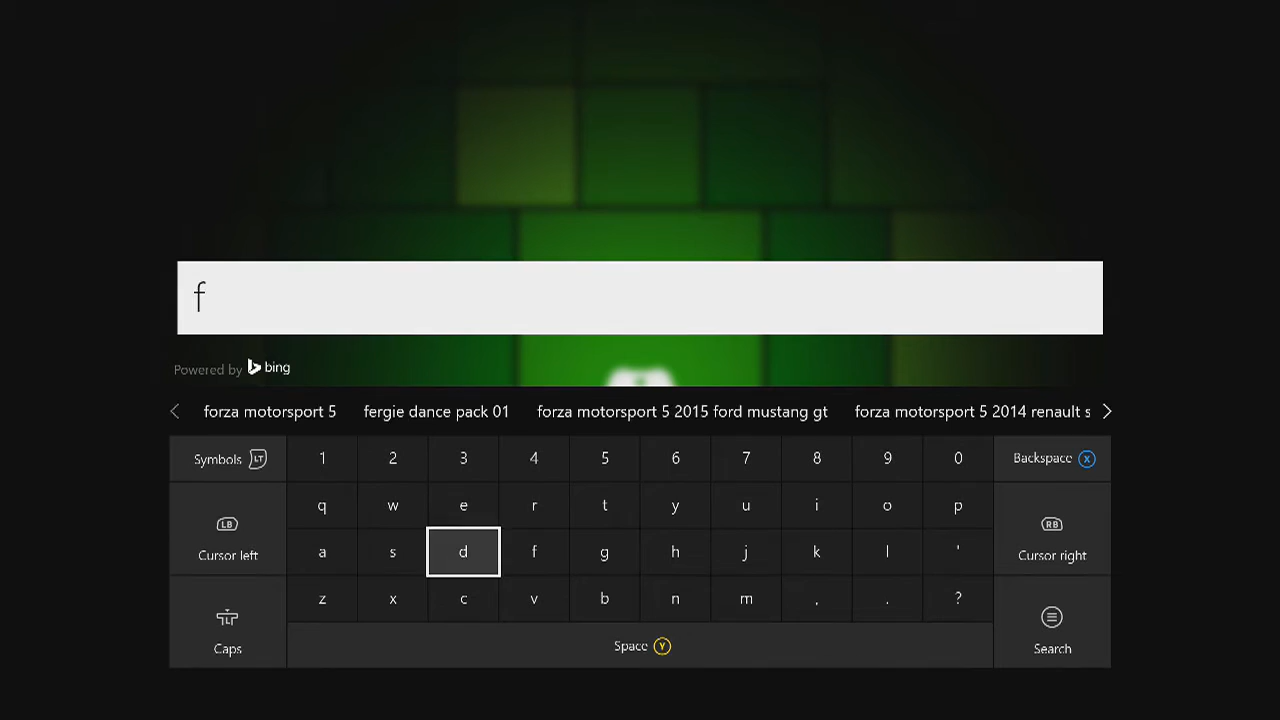 f
Powered by bing
forza motorsport 5 fergie dance pack 01 forza motorsport 5 2015 ford mustang gt forza motorsport 5 2014 renault s
Symbols LT 1 2 3 4 5 6 7 8 9 0 Backspace X
q w e r t y u i o p
LB RB
a s d f g h j k l '
Cursor left Cursor right
z x c v b n m , . ?
LT
Space Y
Caps Search